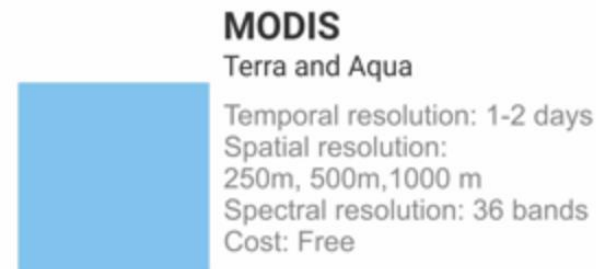 MODIS
Terra and Aqua
Temporal resolution: 1-2 days
Spatial resolution:
250m, 500m,1000 m
Spectral resolution: 36 bands
Cost: Free